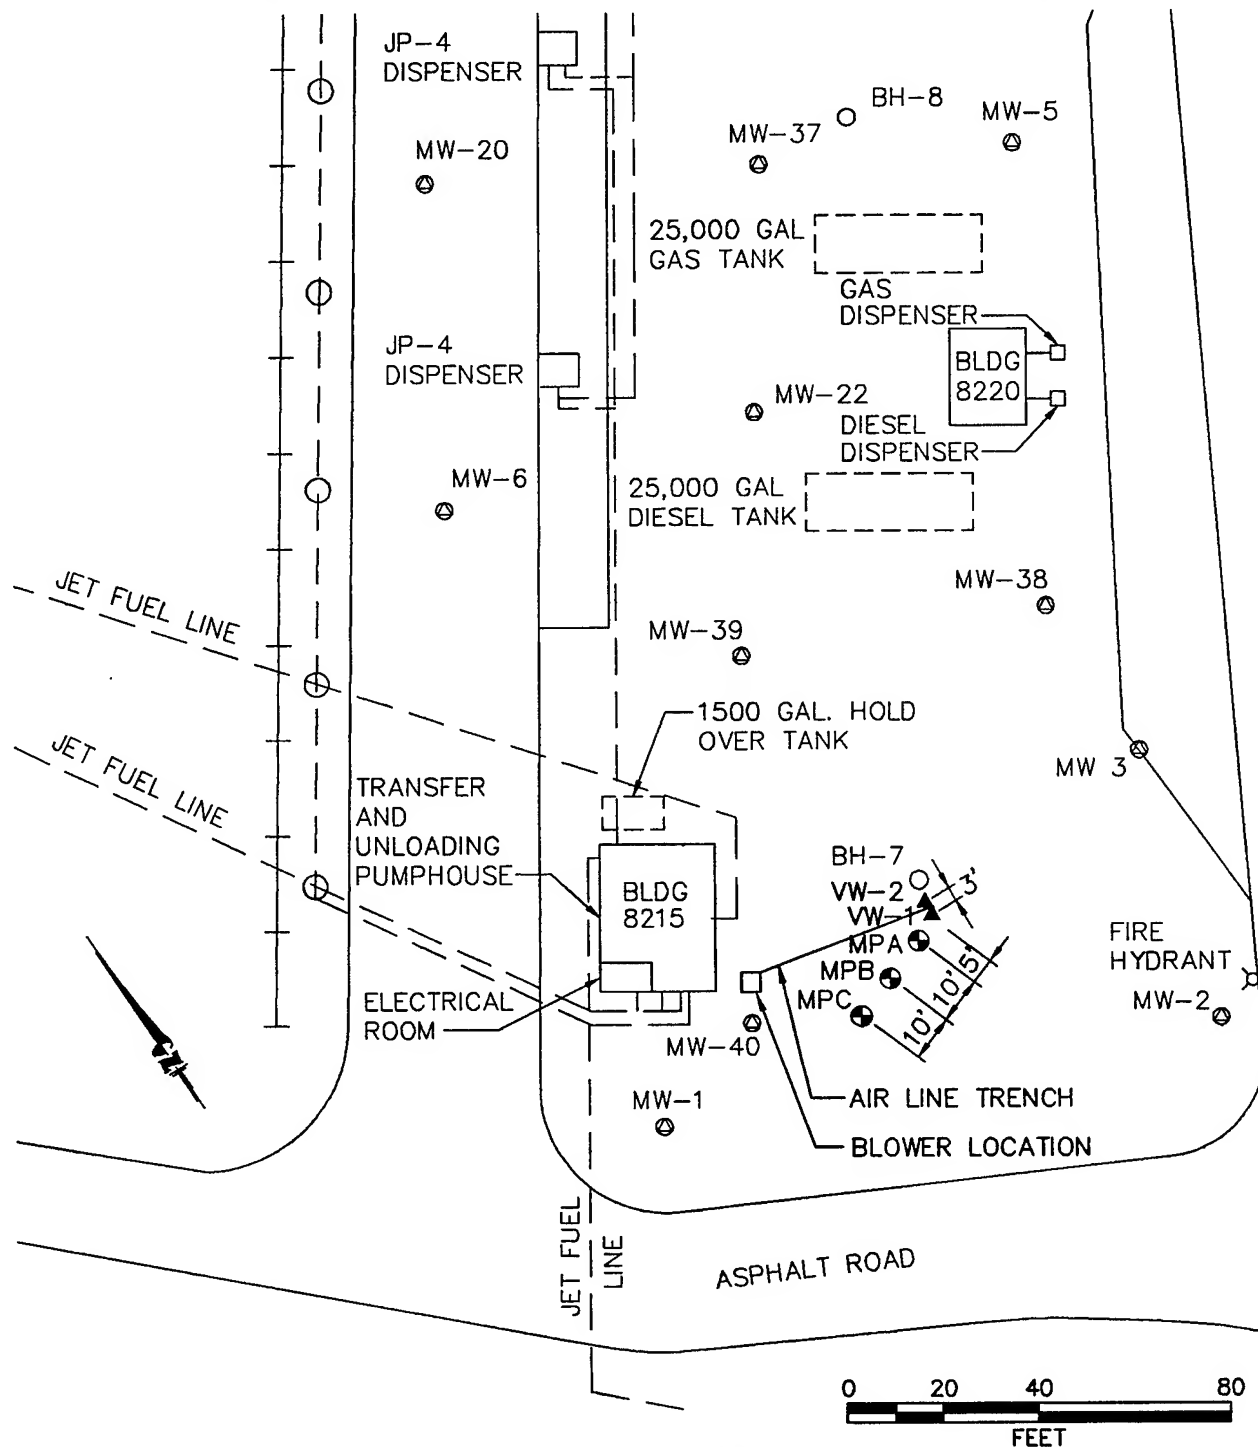 JP-4
DISPENSER
BH-8
MW-5
MW-37
MW-20
25,000 GAL
GAS TANK
GAS
DISPENSER
JP-4
DISPENSER
BLDG
8220
MW-22
DIESEL
DISPENSER
MW-6
25,000 GAL
DIESEL TANK
JET FUEL LINE
MW-38
MW-39
1500 GAL. HOLD
OVER TANK
JET FUEL LINE
MW 3
TRANSFER
AND
UNLOADING
PUMPHOUSE
BLDG
8215
BH-7
VW-2
VW-1
3'
MPA
MPB
MPC
5'
10'
10'
FIRE
HYDRANT
MW-2
ELECTRICAL
ROOM
N
MW-40
MW-1
AIR LINE TRENCH
BLOWER LOCATION
JET FUEL
LINE
ASPHALT ROAD
0 20 40 80
FEET